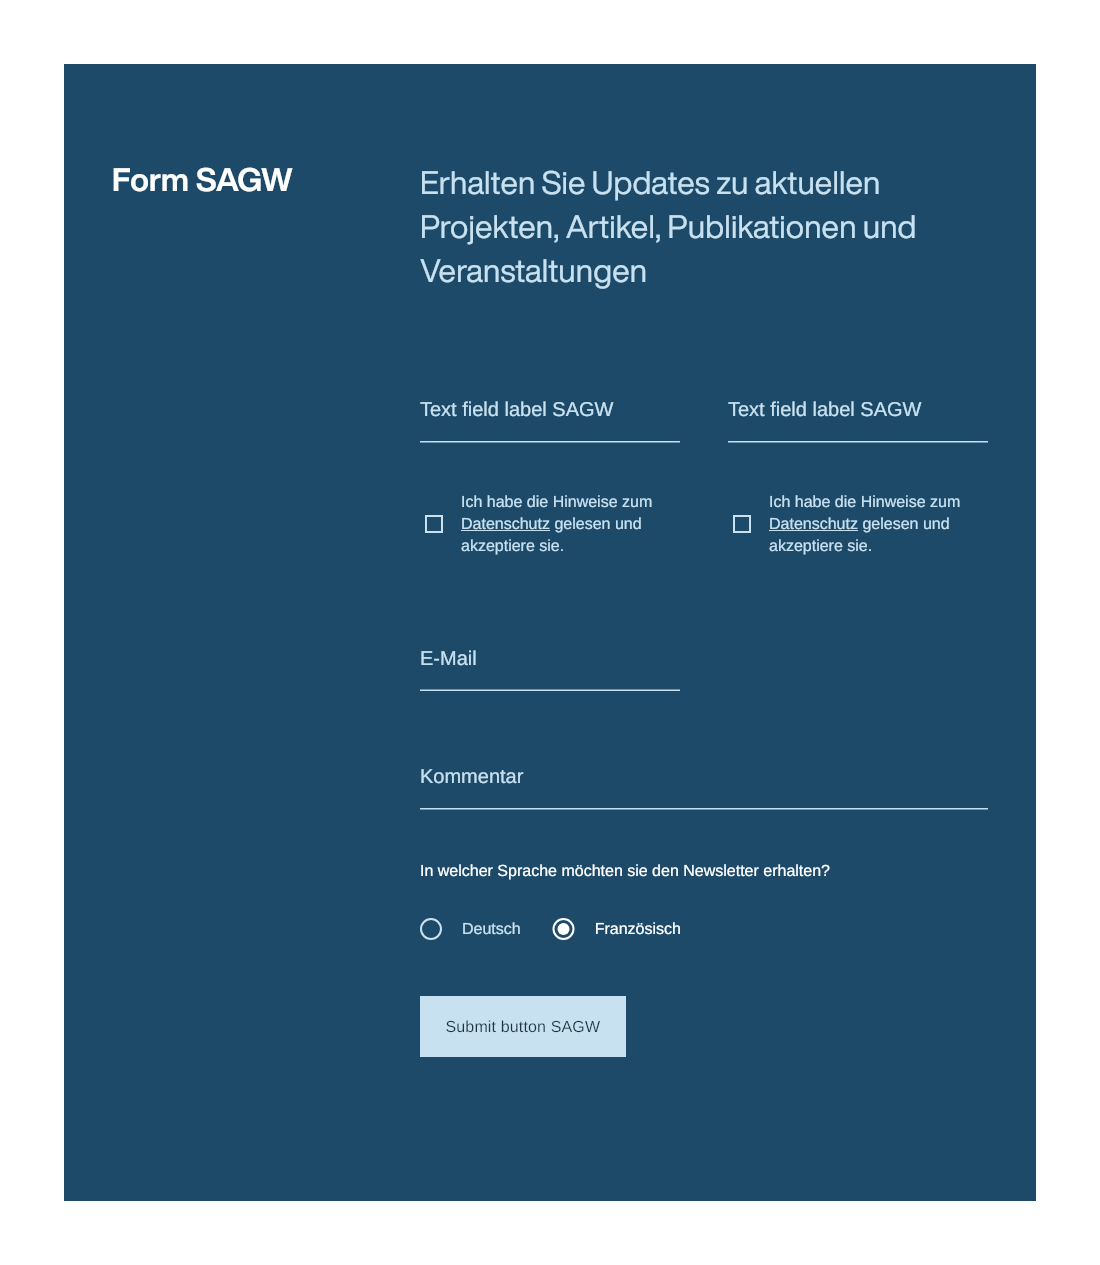 Form SAGW
Erhalten Sie Updates zu aktuellen
Projekten, Artikel, Publikationen und
Veranstaltungen
Text field label SAGW
Text field label SAGW
Ich habe die Hinweise zum
Datenschutz gelesen und
akzeptiere sie.
Ich habe die Hinweise zum
Datenschutz gelesen und
akzeptiere sie.
E-Mail
Kommentar
In welcher Sprache möchten sie den Newsletter erhalten?
Deutsch
Französisch
Submit button SAGW